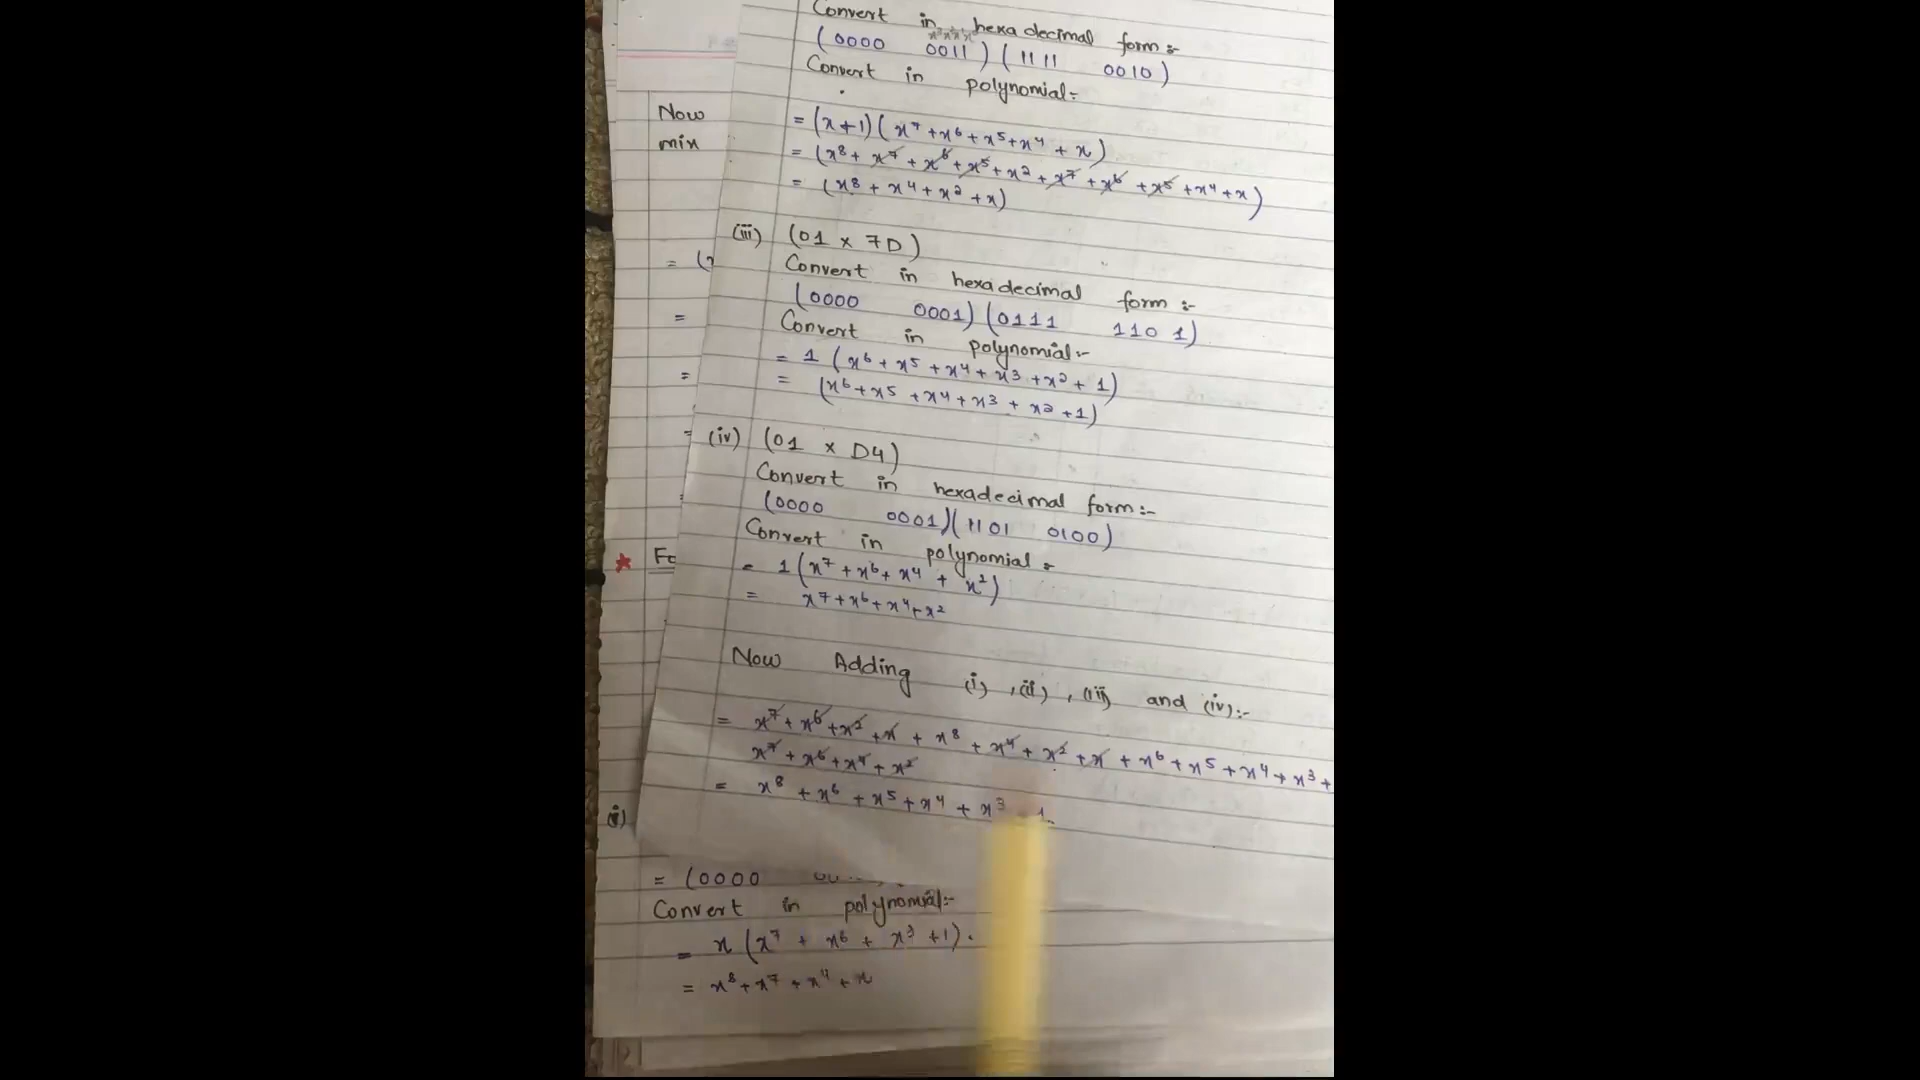 Convert in hexadecimal form :-
(0000 0011) (1111 0010)
Convert in polynomial :-
= (x+1) (x⁷ + x⁶ + x⁵ + x⁴ + x)
= (x⁸ + x⁷ + x⁶ + x⁵ + x² + x⁷ + x⁶ + x⁵ + x⁴ + x)
= (x⁸ + x⁴ + x² + x)
(iii) (01 x 7D)
Convert in hexadecimal form :-
(0000 0001) (0111 1101)
Convert in polynomial :-
= 1 (x⁶ + x⁵ + x⁴ + x³ + x² + 1)
= (x⁶ + x⁵ + x⁴ + x³ + x² + 1)
(iv) (01 x D4)
Convert in hexadecimal form :-
(0000 0001) (1101 0100)
Convert in polynomial :-
= 1 (x⁷ + x⁶ + x⁴ + x²)
= x⁷ + x⁶ + x⁴ + x²
Now Adding (i), (ii), (iii) and (iv) :-
= x⁷ + x⁶ + x² + x + x⁸ + x⁴ + x² + x + x⁶ + x⁵ + x⁴ + x³ +
x⁷ + x⁶ + x⁴ + x²
= x⁸ + x⁶ + x⁵ + x⁴ + x³
Now
mix
= (
=
=
=
★
(i)
= (0000
Convert in polynomial :-
= x (x⁷ + x⁶ + x³ + 1).
= x⁸ + x⁷ + x⁴ + x